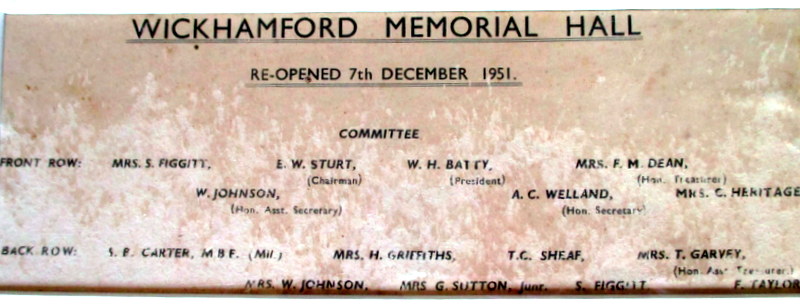 WICKHAMFORD MEMORIAL HALL
RE-OPENED 7th DECEMBER 1951.
COMMITTEE
FRONT ROW: MRS. S. FIGGITT, E. W. STURT, W. H. BATTY, MRS. F. M. DEAN,
(Chairman) (President) (Hon. Treasurer)
W. JOHNSON, A. C. WELLAND, MRS. C. HERITAGE
(Hon. Asst. Secretary) (Hon. Secretary)
BACK ROW: S. B. CARTER, M.B.E. (Mil.) MRS. H. GRIFFITHS, T.C. SHEAF, MRS. T. GARVEY,
(Hon. Asst. Treasurer)
MRS. W. JOHNSON, MRS G. SUTTON, junr. S. FIGGITT, F. TAYLOR